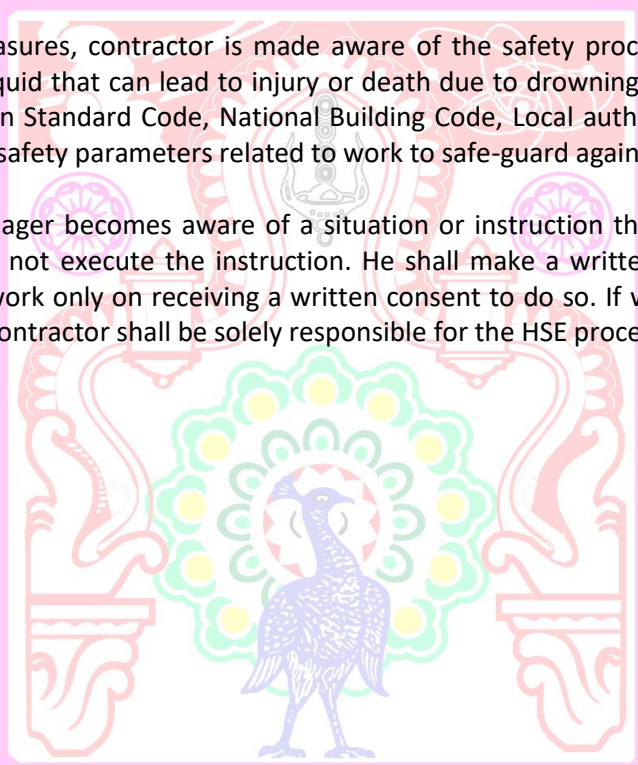 asures, contractor is made aware of the safety proc
quid that can lead to injury or death due to drowning
n Standard Code, National Building Code, Local auth
safety parameters related to work to safe-guard again
ager becomes aware of a situation or instruction th
not execute the instruction. He shall make a writte
work only on receiving a written consent to do so. If w
ontractor shall be solely responsible for the HSE proce